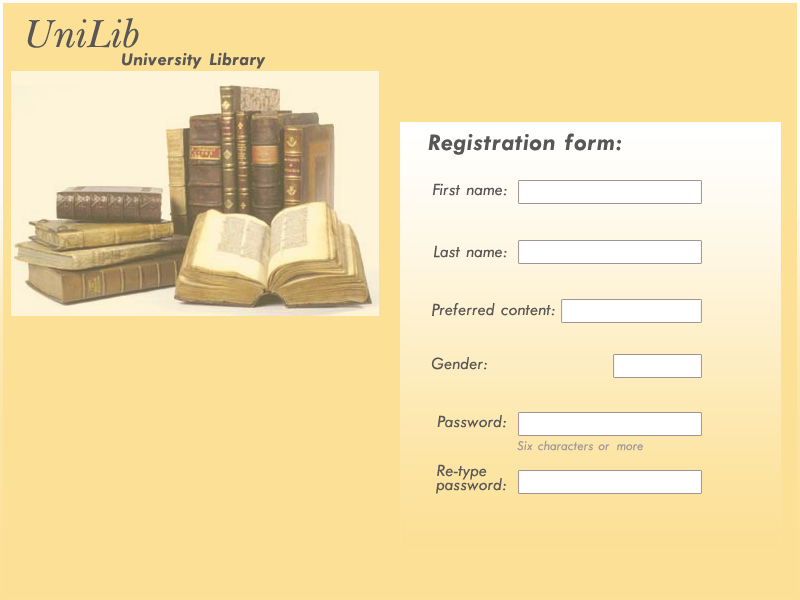 UniLib
University Library
Registration form:
First name:
Last name:
Preferred content:
Gender:
Password:
Six characters or more
Re-type
password: